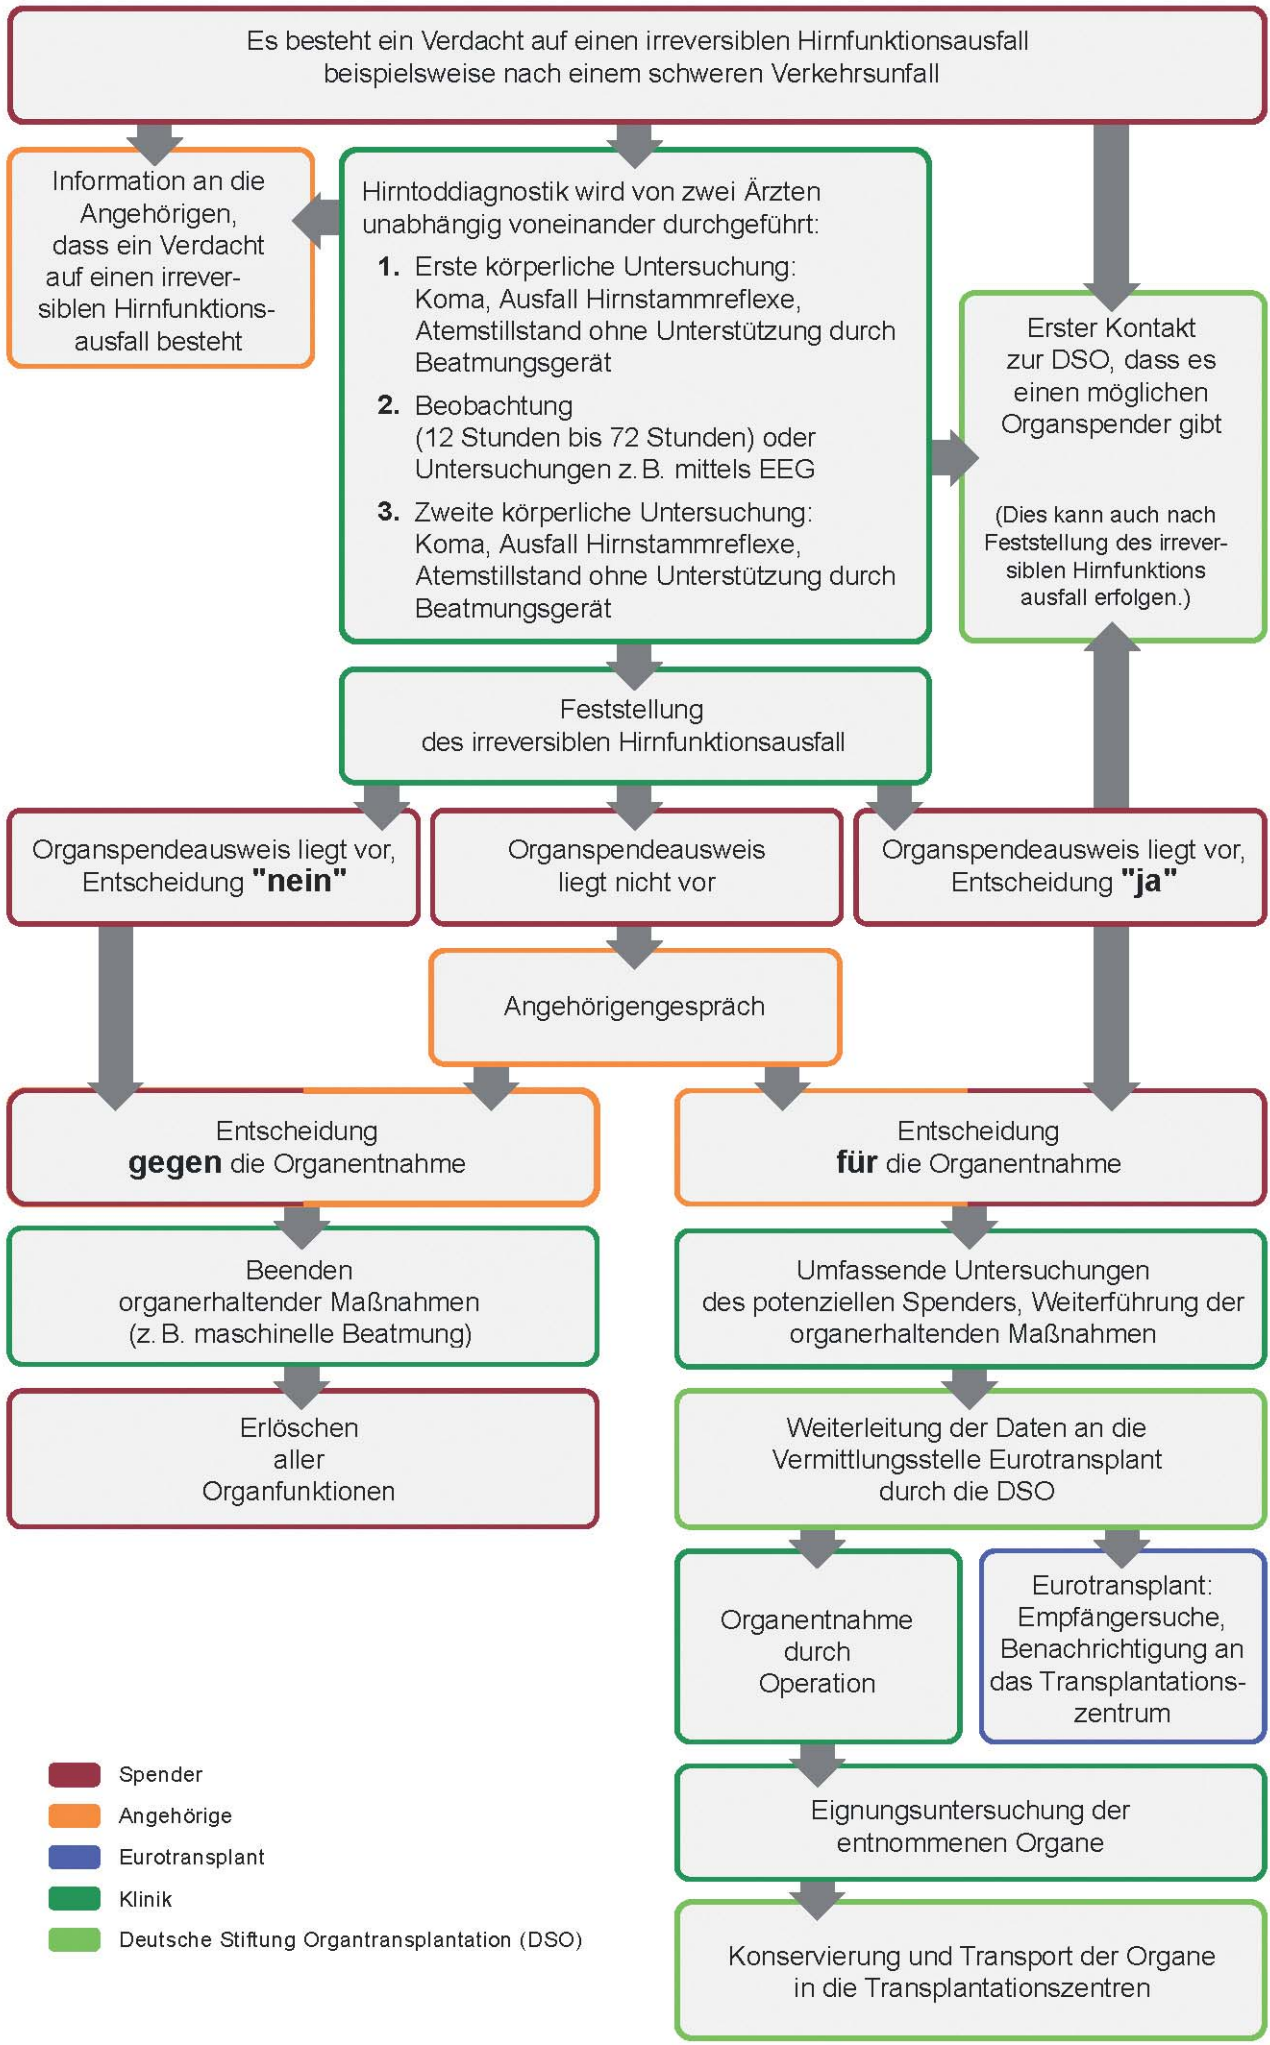 Es besteht ein Verdacht auf einen irreversiblen Hirnfunktionsausfall
beispielsweise nach einem schweren Verkehrsunfall
Information an die
Angehörigen,
dass ein Verdacht
auf einen irrever-
siblen Hirnfunktions-
ausfall besteht
Hirntoddiagnostik wird von zwei Ärzten
unabhängig voneinander durchgeführt:
1. Erste körperliche Untersuchung:
Koma, Ausfall Hirnstammreflexe,
Atemstillstand ohne Unterstützung durch
Beatmungsgerät
2. Beobachtung
(12 Stunden bis 72 Stunden) oder
Untersuchungen z. B. mittels EEG
3. Zweite körperliche Untersuchung:
Koma, Ausfall Hirnstammreflexe,
Atemstillstand ohne Unterstützung durch
Beatmungsgerät
Erster Kontakt
zur DSO, dass es
einen möglichen
Organspender gibt
(Dies kann auch nach
Feststellung des irrever-
siblen Hirnfunktions
ausfall erfolgen.)
Feststellung
des irreversiblen Hirnfunktionsausfall
Organspendeausweis liegt vor,
Entscheidung "nein"
Organspendeausweis
liegt nicht vor
Organspendeausweis liegt vor,
Entscheidung "ja"
Angehörigengespräch
Entscheidung
gegen die Organentnahme
Entscheidung
für die Organentnahme
Beenden
organerhaltender Maßnahmen
(z. B. maschinelle Beatmung)
Umfassende Untersuchungen
des potenziellen Spenders, Weiterführung der
organerhaltenden Maßnahmen
Erlöschen
aller
Organfunktionen
Weiterleitung der Daten an die
Vermittlungsstelle Eurotransplant
durch die DSO
Organentnahme
durch
Operation
Eurotransplant:
Empfängersuche,
Benachrichtigung an
das Transplantations-
zentrum
Eignungsuntersuchung der
entnommenen Organe
Konservierung und Transport der Organe
in die Transplantationszentren
Spender
Angehörige
Eurotransplant
Klinik
Deutsche Stiftung Organtransplantation (DSO)